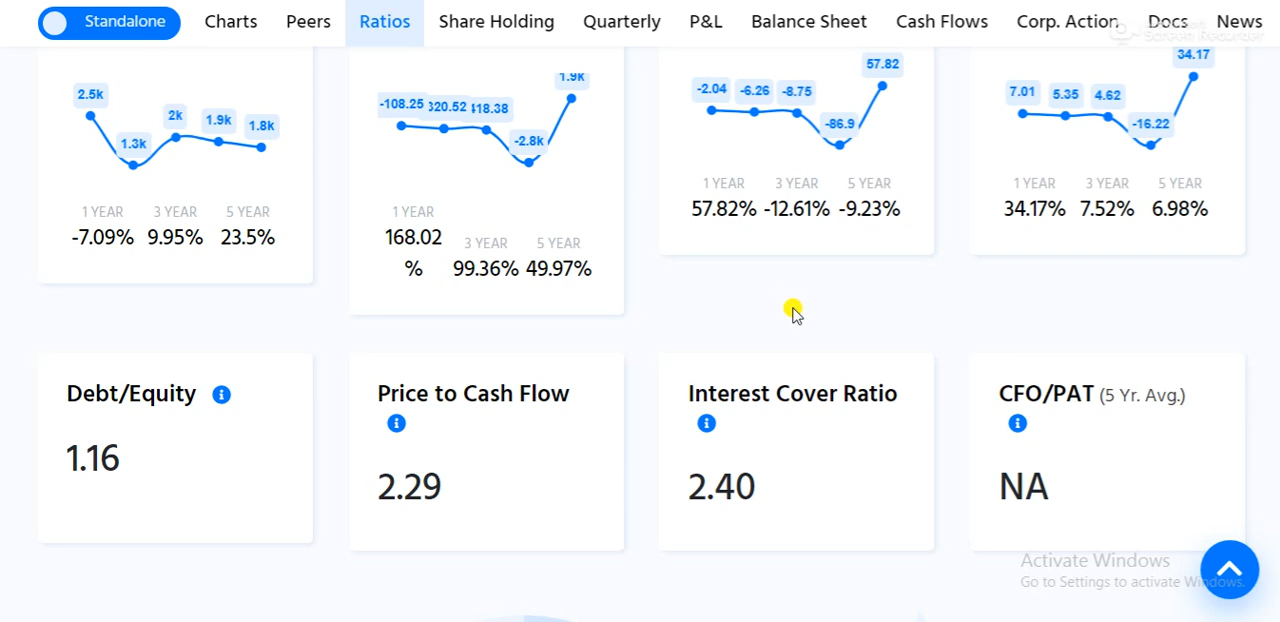 Standalone Charts Peers Ratios Share Holding Quarterly P&L Balance Sheet Cash Flows Corp. Action Docs News
Screen Recorder
2.5k 1.3k 2k 1.9k 1.8k
1 YEAR 3 YEAR 5 YEAR
-7.09% 9.95% 23.5%
-108.25 320.52 418.38 -2.8k 1.9k
1 YEAR
168.02
%
3 YEAR 5 YEAR
99.36% 49.97%
-2.04 -6.26 -8.75 -86.9 57.82
1 YEAR 3 YEAR 5 YEAR
57.82% -12.61% -9.23%
7.01 5.35 4.62 -16.22 34.17
1 YEAR 3 YEAR 5 YEAR
34.17% 7.52% 6.98%
Debt/Equity
1.16
Price to Cash Flow
2.29
Interest Cover Ratio
2.40
CFO/PAT (5 Yr. Avg.)
NA
Activate Windows
Go to Settings to activate Windows.